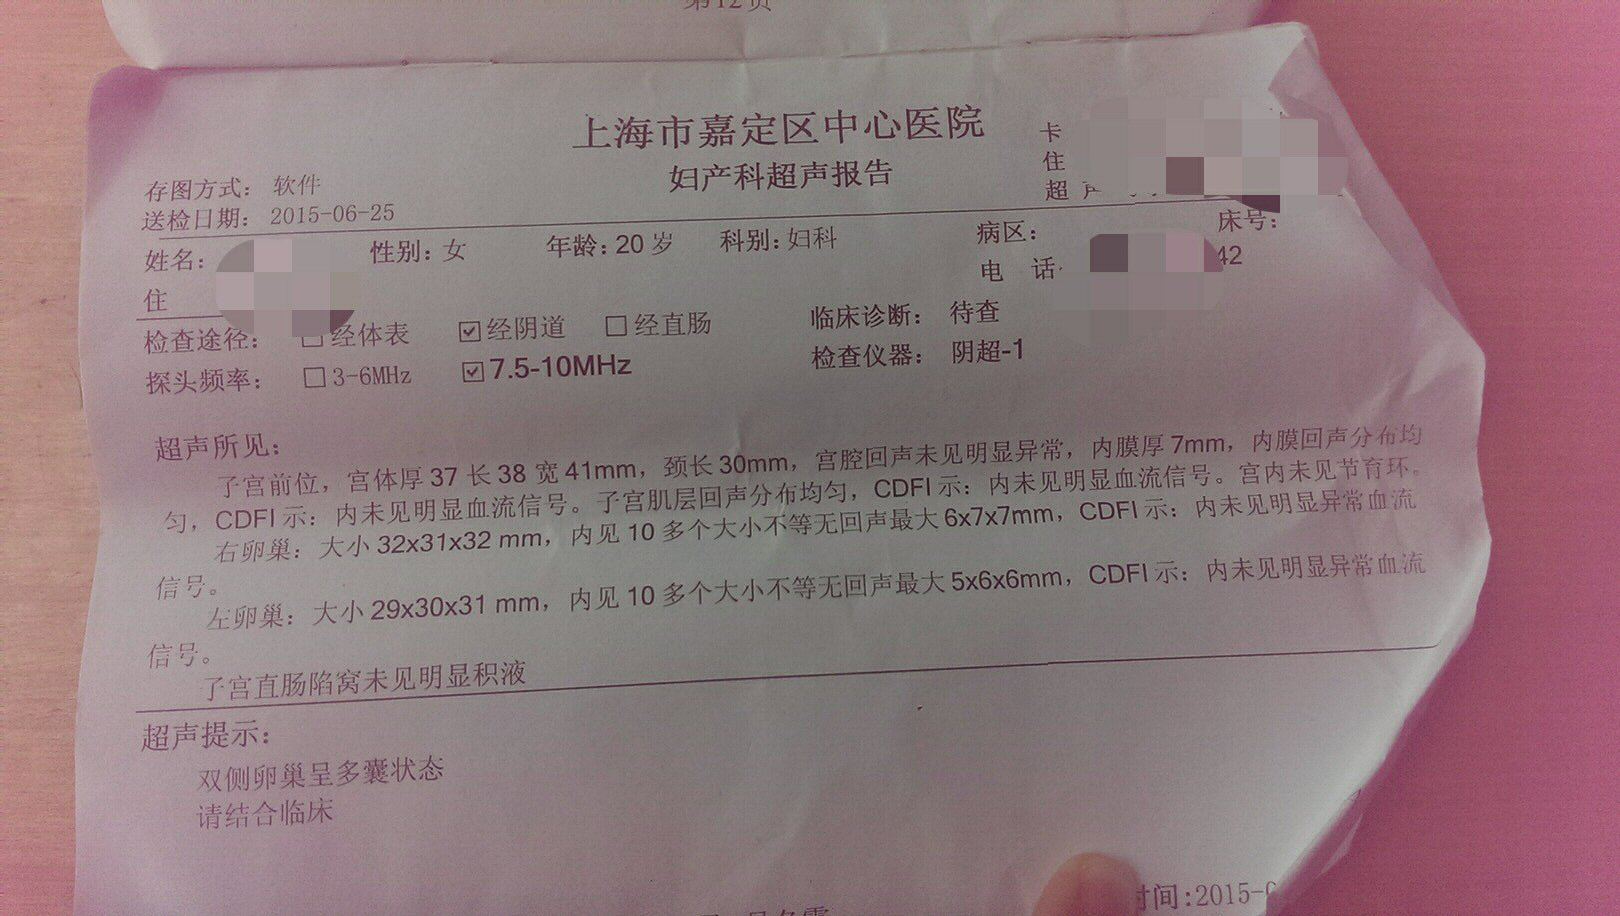 第12页
上海市嘉定区中心医院
妇产科超声报告
卡
住
超声
存图方式：软件
送检日期：2015-06-25
姓名： 性别：女 年龄：20岁 科别：妇科 病区： 床号：
住 电 话： 42
检查途径：□经体表 ☑经阴道 □经直肠 临床诊断：待查
探头频率：□3-6MHz ☑7.5-10MHz 检查仪器：阴超-1
超声所见：
子宫前位，宫体厚37长38宽41mm，颈长30mm，宫腔回声未见明显异常，内膜厚7mm，内膜回声分布均
匀，CDFI示：内未见明显血流信号。子宫肌层回声分布均匀，CDFI示：内未见明显血流信号。宫内未见节育环。
右卵巢：大小32x31x32 mm，内见10多个大小不等无回声最大6x7x7mm，CDFI示：内未见明显异常血流
信号。
左卵巢：大小29x30x31 mm，内见10多个大小不等无回声最大5x6x6mm，CDFI示：内未见明显异常血流
信号。
子宫直肠陷窝未见明显积液
超声提示：
双侧卵巢呈多囊状态
请结合临床
时间:2015-0